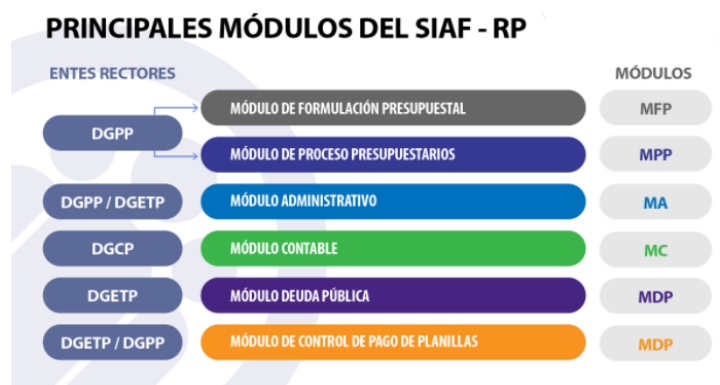 PRINCIPALES MÓDULOS DEL SIAF - RP
ENTES RECTORES MÓDULOS
DGPP
MÓDULO DE FORMULACIÓN PRESUPUESTAL MFP
MÓDULO DE PROCESO PRESUPUESTARIOS MPP
DGPP / DGETP MÓDULO ADMINISTRATIVO MA
DGCP MÓDULO CONTABLE MC
DGETP MÓDULO DEUDA PÚBLICA MDP
DGETP / DGPP MÓDULO DE CONTROL DE PAGO DE PLANILLAS MDP